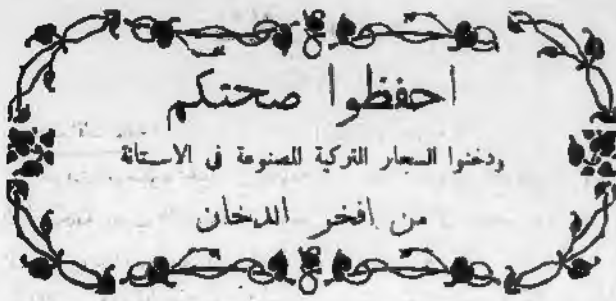 احفظوا صحتكم
ودخنوا السجار التركية المصنوعة في الاستانة
من افخر الدخان